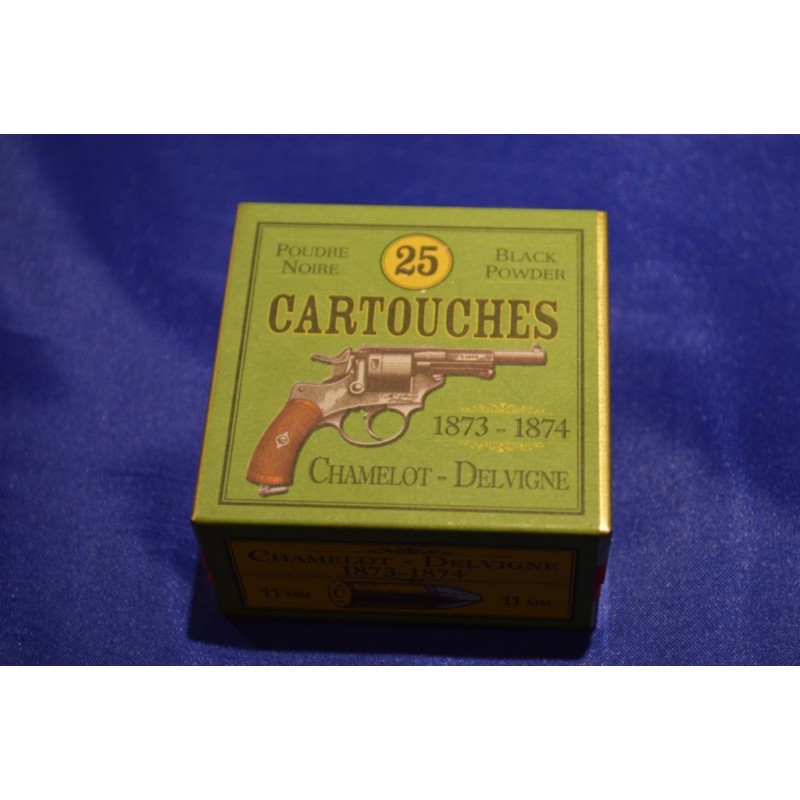 POUDRE NOIRE
25
BLACK POWDER
CARTOUCHES
1873 - 1874
CHAMELOT - DELVIGNE
CHAMELOT - DELVIGNE
1873-1874
11 MM
11 MM